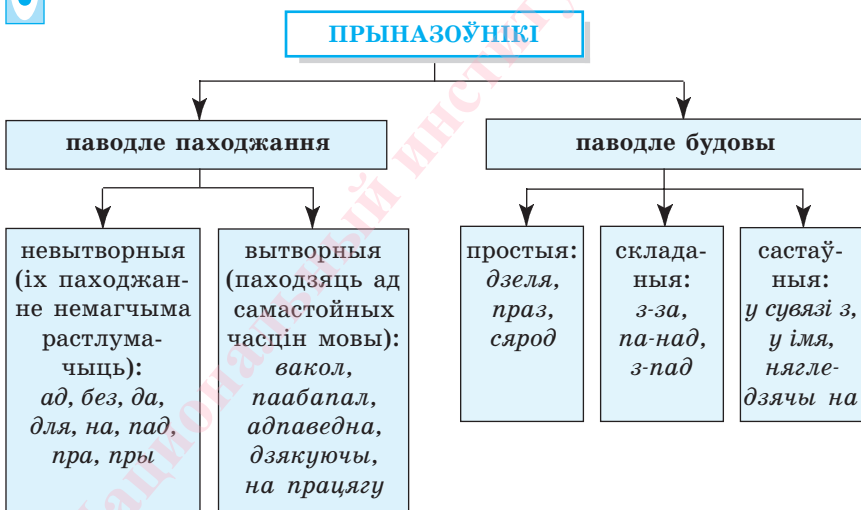 ПРЫНАЗОЎНІКІ
паводле паходжання
паводле будовы
невытворныя
(іх паходжан-
не немагчыма
растлума-
чыць):
ад, без, да,
для, на, пад,
пра, пры
вытворныя
(паходзяць ад
самастойных
часцін мовы):
вакол,
паабапал,
адпаведна,
дзякуючы,
на працягу
простыя:
дзеля,
праз,
сярод
склада-
ныя:
з-за,
па-над,
з-пад
састаў-
ныя:
у сувязі з,
у імя,
нягле-
дзячы на